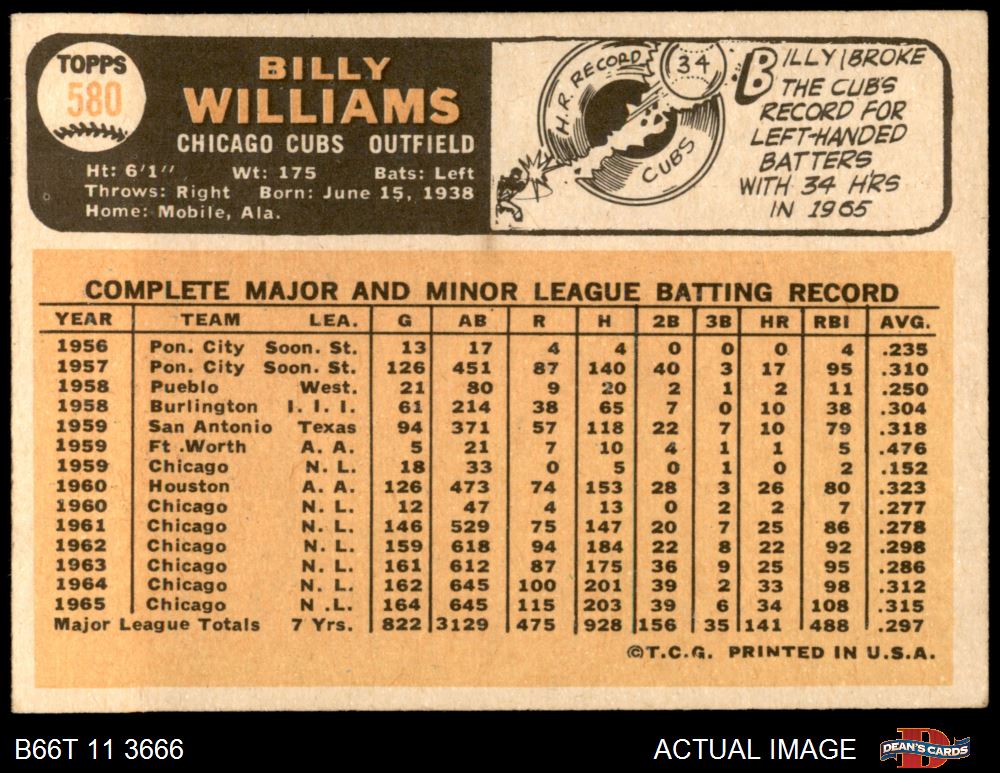 TOPPS
580
BILLY
WILLIAMS
CHICAGO CUBS OUTFIELD
Ht: 6'1" Wt: 175 Bats: Left
Throws: Right Born: June 15, 1938
Home: Mobile, Ala.
H.R. RECORD
34
CUBS
BILLY BROKE
THE CUBS
RECORD FOR
LEFT-HANDED
BATTERS
WITH 34 HRS
IN 1965
COMPLETE MAJOR AND MINOR LEAGUE BATTING RECORD
YEAR TEAM LEA. G AB R H 2B 3B HR RBI AVG.
1956 Pon. City Soon. St. 13 17 4 4 0 0 0 4 .235
1957 Pon. City Soon. St. 126 451 87 140 40 3 17 95 .310
1958 Pueblo West. 21 80 9 20 2 1 2 11 .250
1958 Burlington I. I. I. 61 214 38 65 7 0 10 38 .304
1959 San Antonio Texas 94 371 57 118 22 7 10 79 .318
1959 Ft .Worth A. A. 5 21 7 10 4 1 1 5 .476
1959 Chicago N. L. 18 33 0 5 0 1 0 2 .152
1960 Houston A. A. 126 473 74 153 28 3 26 80 .323
1960 Chicago N. L. 12 47 4 13 0 2 2 7 .277
1961 Chicago N. L. 146 529 75 147 20 7 25 86 .278
1962 Chicago N. L. 159 618 94 184 22 8 22 92 .298
1963 Chicago N. L. 161 612 87 175 36 9 25 95 .286
1964 Chicago N. L. 162 645 100 201 39 2 33 98 .312
1965 Chicago N .L. 164 645 115 203 39 6 34 108 .315
Major League Totals 7 Yrs. 822 3129 475 928 156 35 141 488 .297
©T.C.G. PRINTED IN U.S.A.
B66T 11 3666 ACTUAL IMAGE DEAN'S CARDS